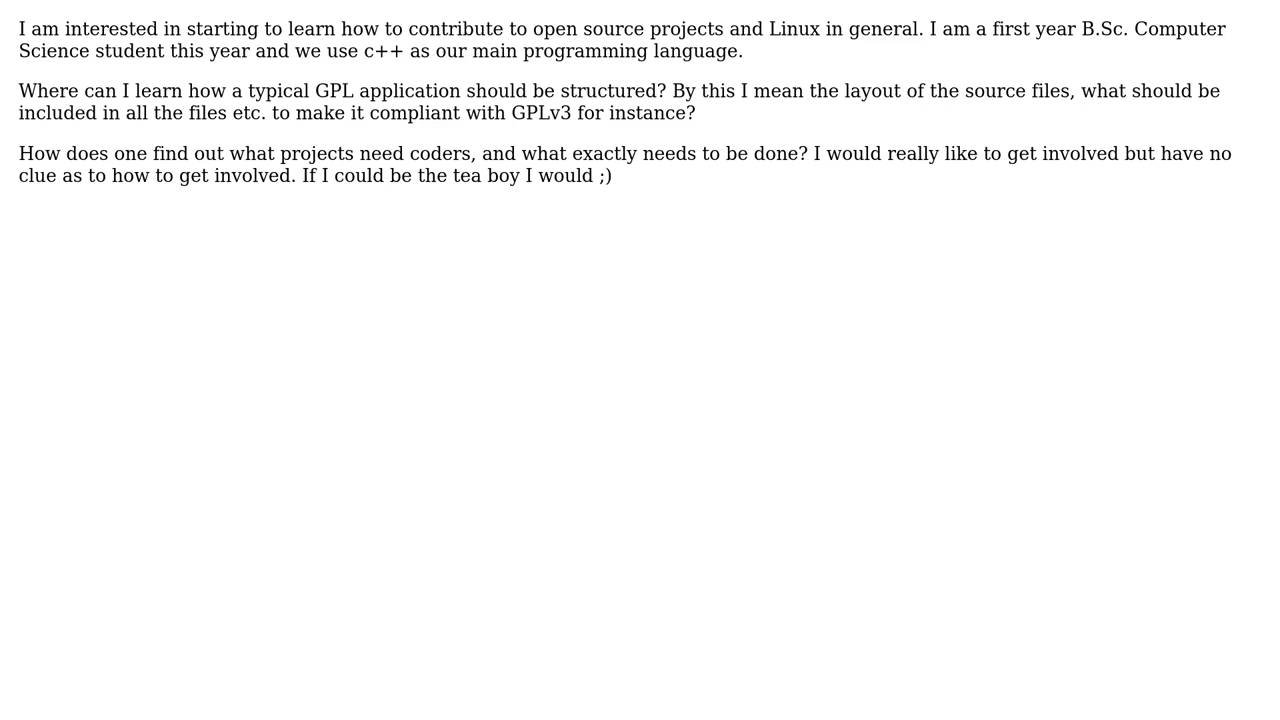 I am interested in starting to learn how to contribute to open source projects and Linux in general. I am a first year B.Sc. Computer
Science student this year and we use c++ as our main programming language.
Where can I learn how a typical GPL application should be structured? By this I mean the layout of the source files, what should be
included in all the files etc. to make it compliant with GPLv3 for instance?
How does one find out what projects need coders, and what exactly needs to be done? I would really like to get involved but have no
clue as to how to get involved. If I could be the tea boy I would ;)